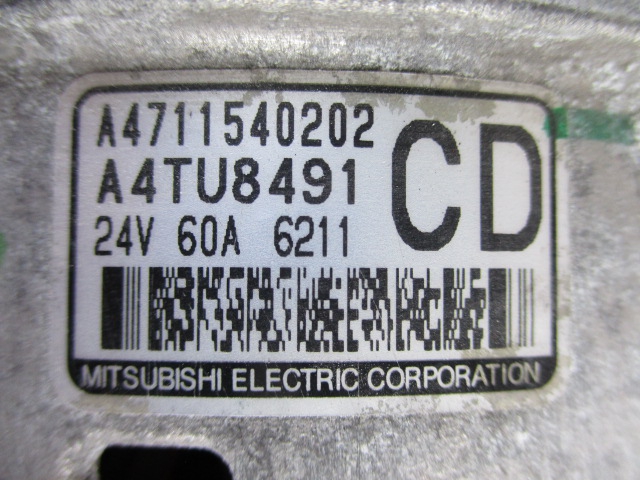 A4711540202
A4TU8491
CD
24V 60A 6211
MITSUBISHI ELECTRIC CORPORATION